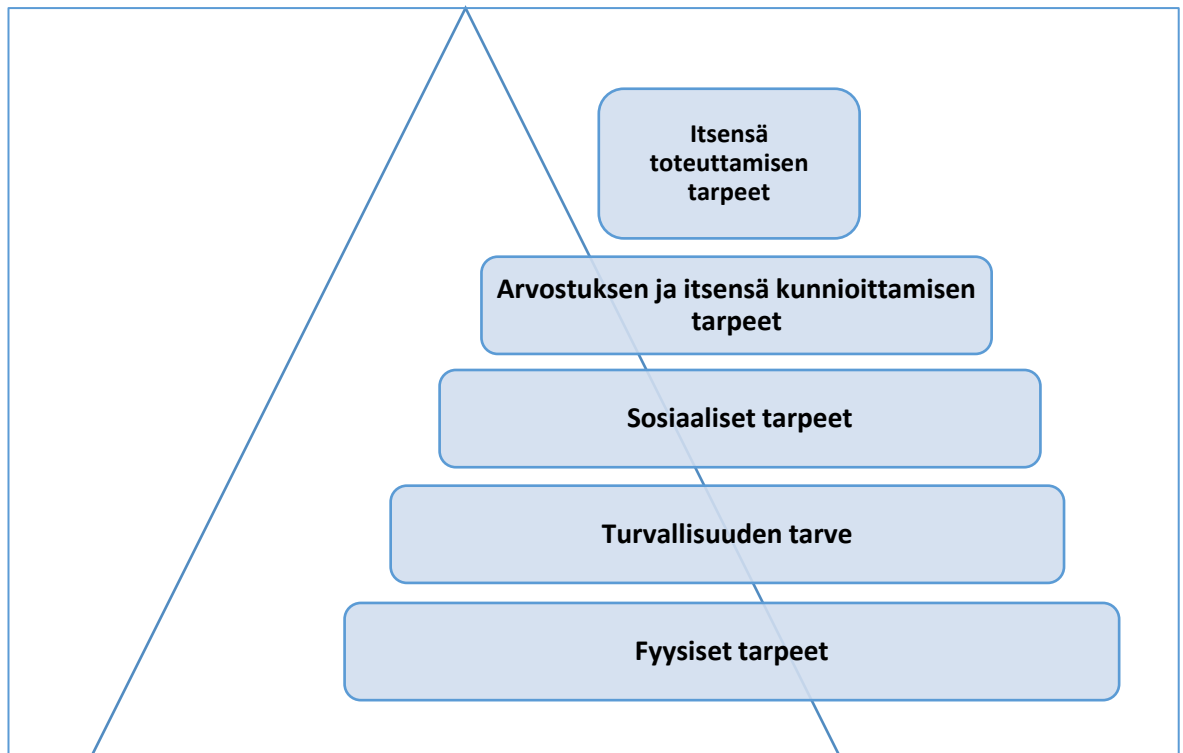 Itsensä
toteuttamisen
tarpeet
Arvostuksen ja itsensä kunnioittamisen
tarpeet
Sosiaaliset tarpeet
Turvallisuuden tarve
Fyysiset tarpeet